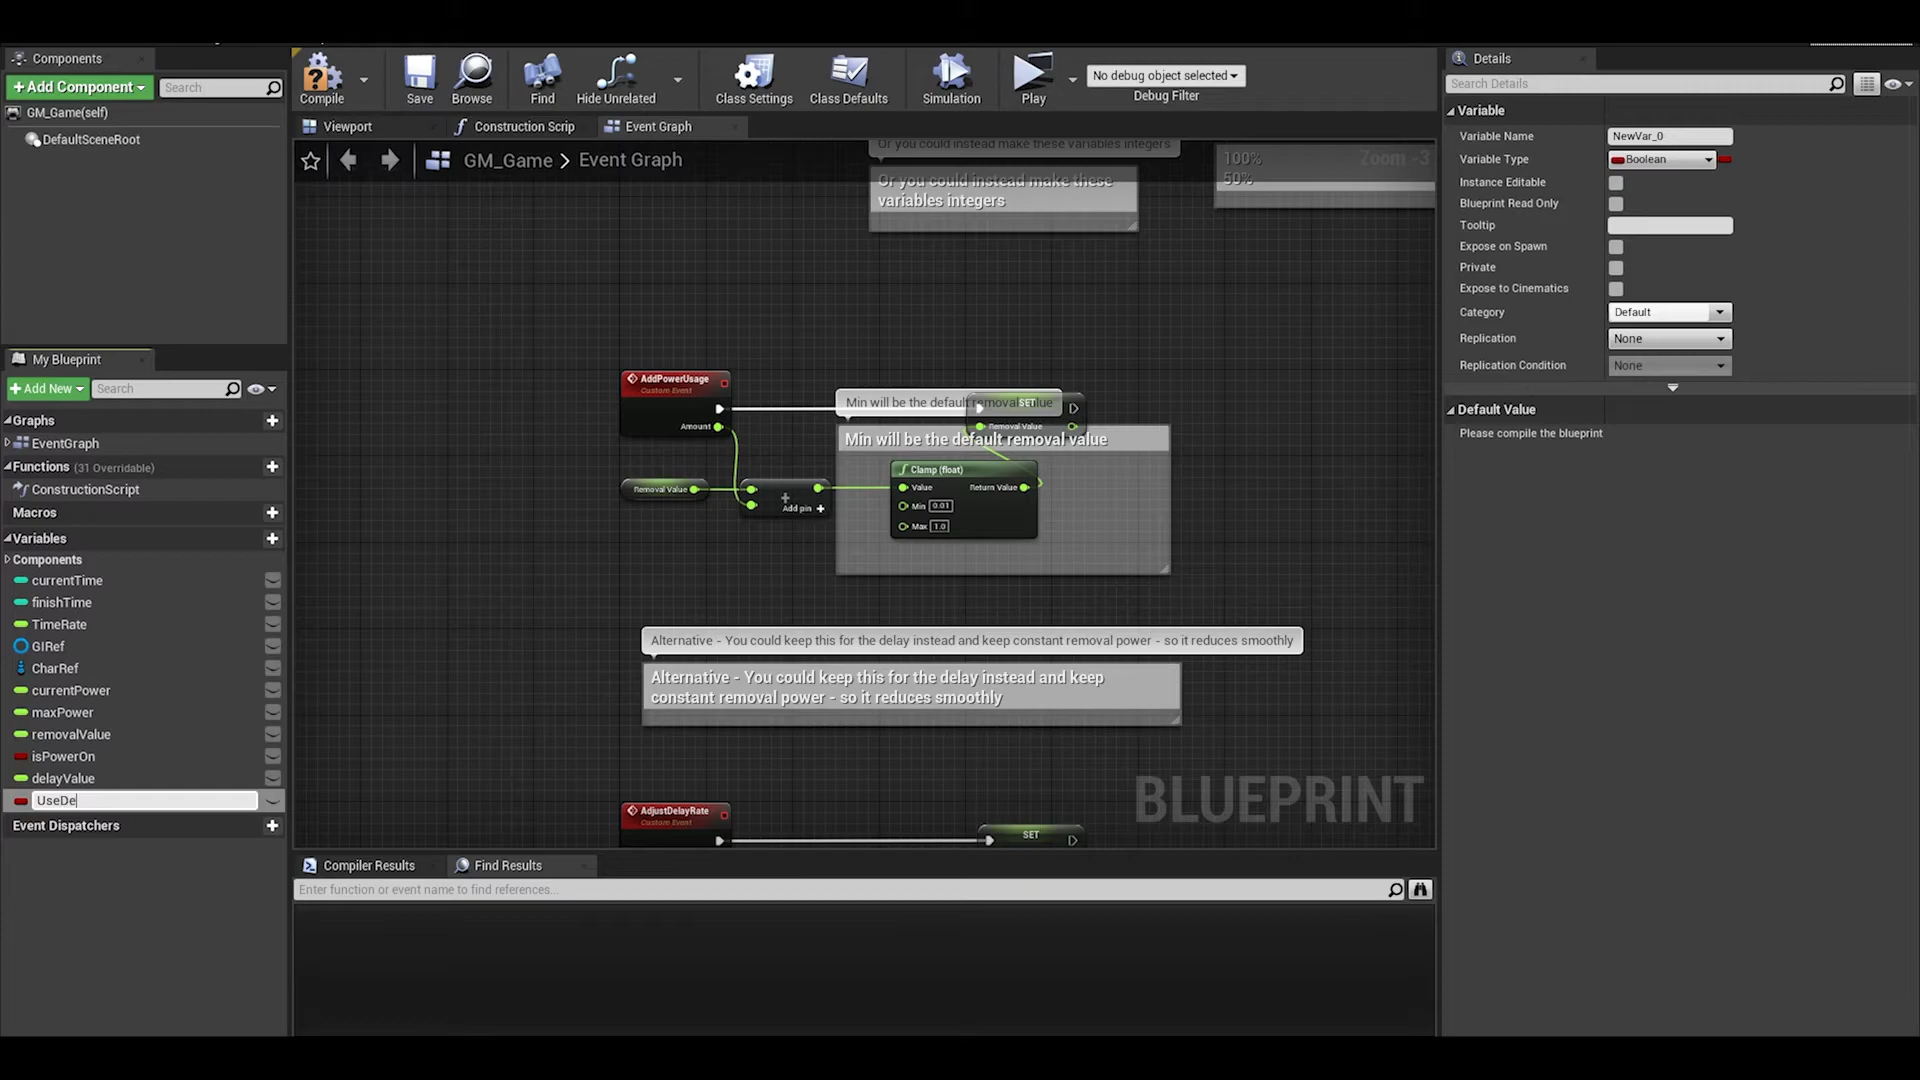 Components
Details
+Add Component
Search
Compile
Save
Browse
Find
Hide Unrelated
Class Settings
Class Defaults
Simulation
Play
No debug object selected
Debug Filter
Search Details
GM_Game(self)
DefaultSceneRoot
Viewport
Construction Scrip
Event Graph
GM_Game > Event Graph
Or you could instead make these variables integers
Or you could instead make these
variables integers
100%
50%
Zoom -3
Variable
Variable Name
NewVar_0
Variable Type
Boolean
Instance Editable
Blueprint Read Only
Tooltip
Expose on Spawn
Private
Expose to Cinematics
Category
Default
Replication
None
Replication Condition
None
Default Value
Please compile the blueprint
My Blueprint
+Add New
Search
Graphs
EventGraph
Functions (31 Overridable)
ConstructionScript
Macros
Variables
Components
currentTime
finishTime
TimeRate
GIRef
CharRef
currentPower
maxPower
removalValue
isPowerOn
delayValue
UseDe
Event Dispatchers
AddPowerUsage
Custom Event
Amount
Removal Value
Add pin +
Min will be the default removal value
SET
Removal Value
Min will be the default removal value
Clamp (float)
Value
Return Value
Min 0.01
Max 1.0
Alternative - You could keep this for the delay instead and keep constant removal power - so it reduces smoothly
Alternative - You could keep this for the delay instead and keep
constant removal power - so it reduces smoothly
BLUEPRINT
AdjustDelayRate
Custom Event
SET
Compiler Results
Find Results
Enter function or event name to find references...